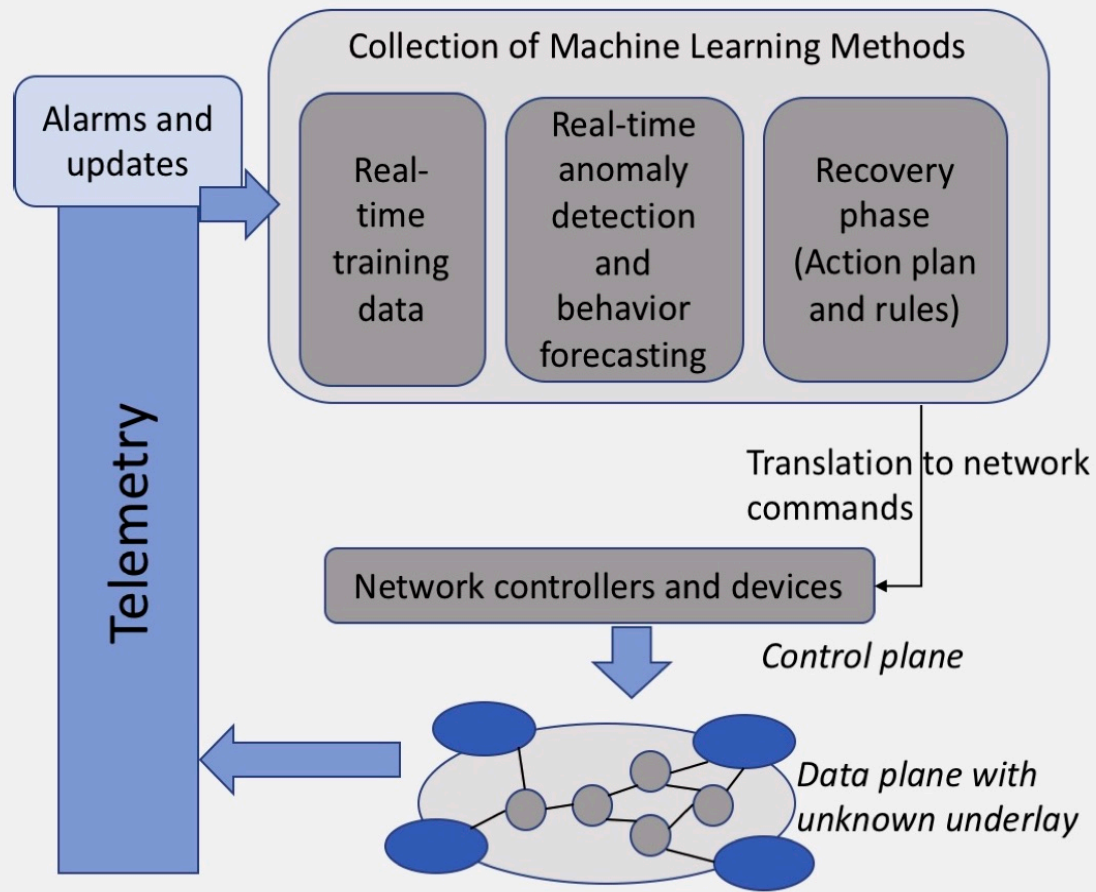 Collection of Machine Learning Methods
Alarms and
updates
Real-
time
training
data
Real-time
anomaly
detection
and
behavior
forecasting
Recovery
phase
(Action plan
and rules)
Telemetry
Translation to network
commands
Network controllers and devices
Control plane
Data plane with
unknown underlay